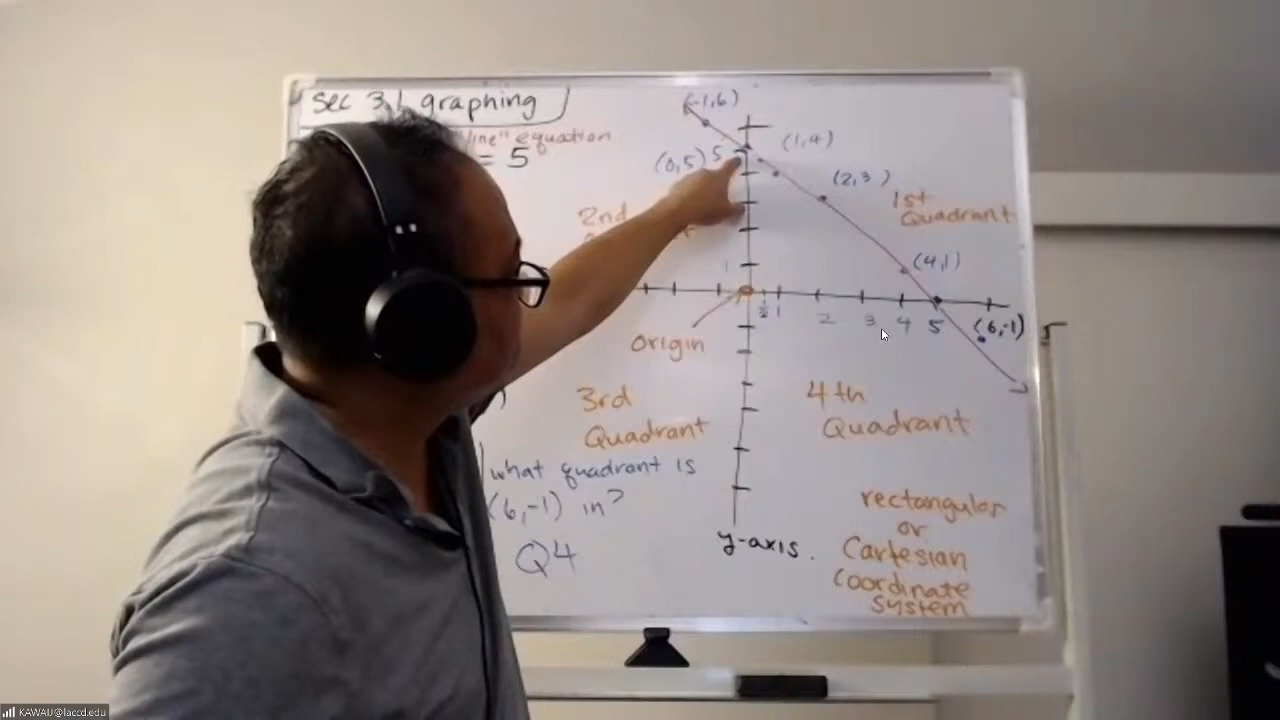 sec 3.1 graphing
"line" equation
= 5
(-1,6)
(0,5) 5
(1,4)
(2,3)
(4,1)
(6,-1)
1st
Quadrant
2nd
1
1/2 1 2 3 4 5
origin
3rd
Quadrant
4th
Quadrant
what quadrant is
(6,-1) in?
Q4
y-axis.
rectangular
or
Cartesian
Coordinate
System
KAWAIJ@laccd.edu